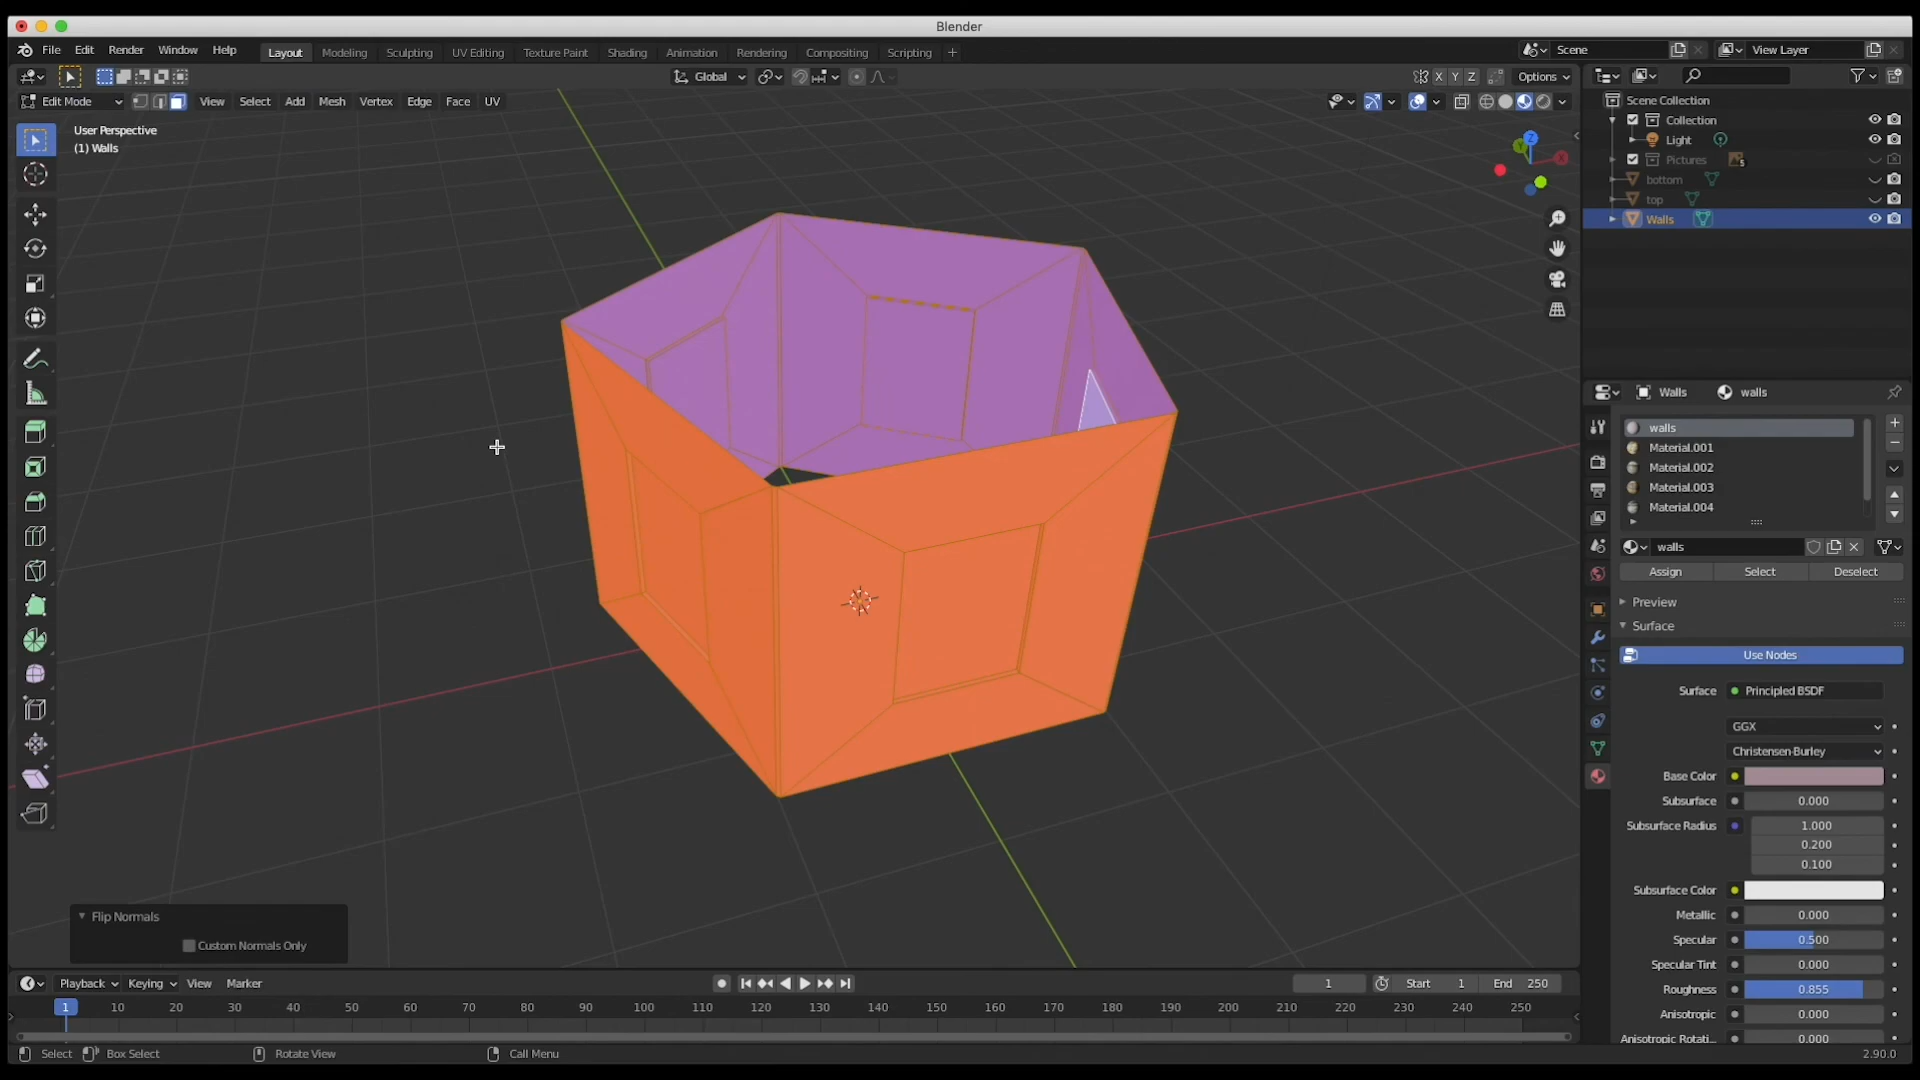 Blender
File Edit Render Window Help Layout Modeling Sculpting UV Editing Texture Paint Shading Animation Rendering Compositing Scripting Scene View Layer
Global X Y Z Options
Edit Mode View Select Add Mesh Vertex Edge Face UV
User Perspective
(1) Walls
Z
Y
X
Scene Collection
Collection
Light
Pictures 5
bottom
top
Walls
Walls walls
walls
Material.001
Material.002
Material.003
Material.004
walls
Assign Select Deselect
Preview
Surface
Use Nodes
Surface Principled BSDF
GGX
Christensen-Burley
Base Color
Subsurface 0.000
Subsurface Radius 1.000
0.200
0.100
Subsurface Color
Metallic 0.000
Specular 0.500
Specular Tint 0.000
Roughness 0.855
Anisotropic 0.000
Anisotropic Rotati... 0.000
Flip Normals
Custom Normals Only
Playback Keying View Marker 1 Start 1 End 250
1 10 20 30 40 50 60 70 80 90 100 110 120 130 140 150 160 170 180 190 200 210 220 230 240 250
Select Box Select Rotate View Call Menu 2.90.0